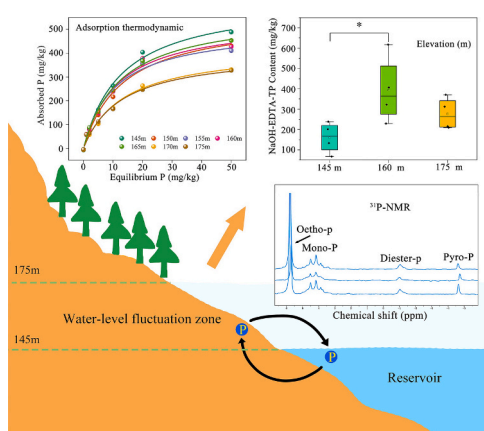 Adsorption thermodynamic
Absorbed P (mg/kg)
500
400
300
200
100
0
0 10 20 30 40 50
Equilibrium P (mg/kg)
145m 150m 155m 160m
165m 170m 175m
NaOH-EDTA-TP Content (mg/kg)
700
600
500
400
300
200
100
*
Elevation (m)
145 m 160 m 175 m
31P-NMR
Oetho-p
Mono-P
Diester-p
Pyro-P
Chemical shift (ppm)
175m
Water-level fluctuation zone
P
P
145m
Reservoir